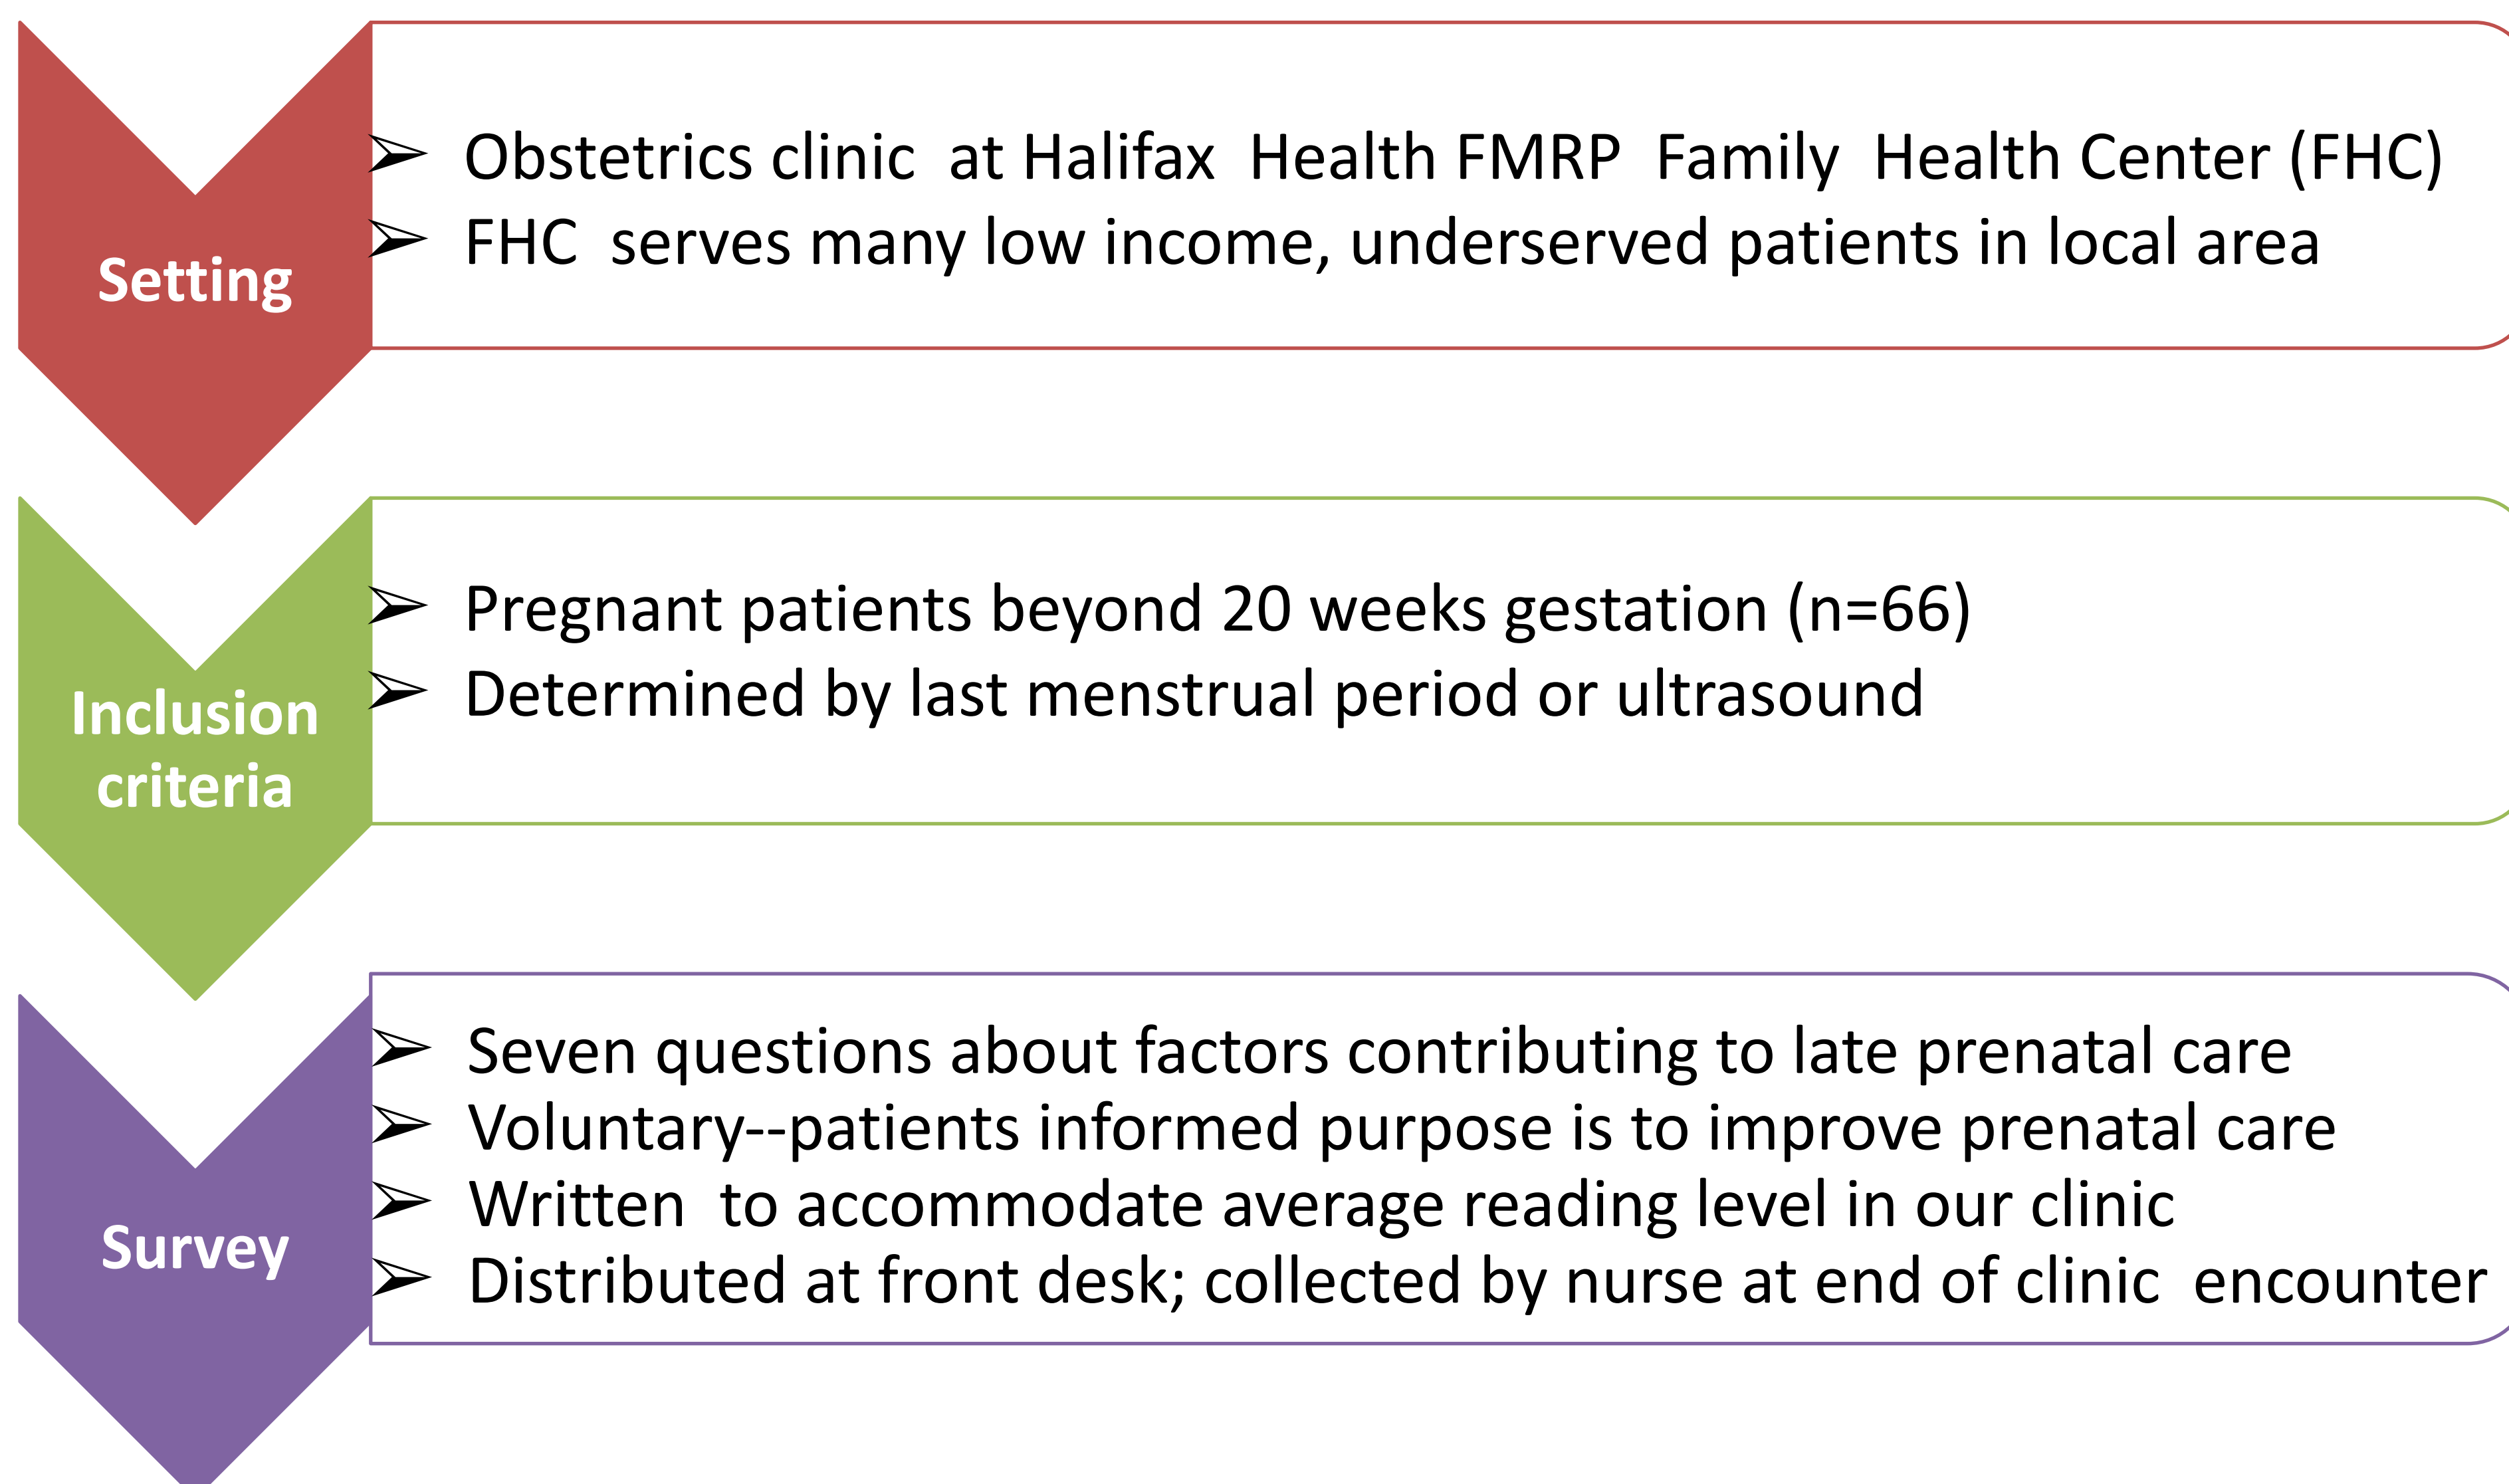 Setting
Obstetrics clinic at Halifax Health FMRP Family Health Center (FHC)
FHC serves many low income, underserved patients in local area
Inclusion
criteria
Pregnant patients beyond 20 weeks gestation (n=66)
Determined by last menstrual period or ultrasound
Survey
Seven questions about factors contributing to late prenatal care
Voluntary--patients informed purpose is to improve prenatal care
Written to accommodate average reading level in our clinic
Distributed at front desk; collected by nurse at end of clinic encounter